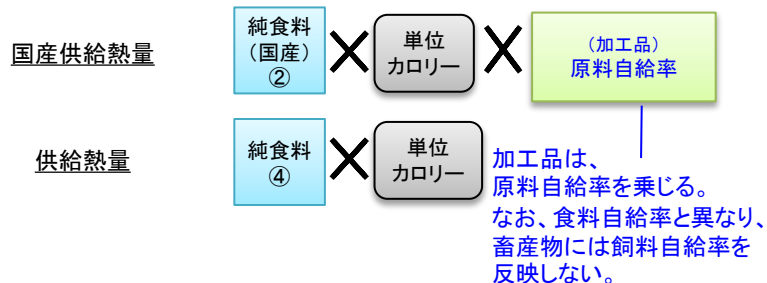 国産供給熱量
純食料
（国産）
②
単位
カロリー
（加工品）
原料自給率
供給熱量
純食料
④
単位
カロリー
加工品は、
原料自給率を乗じる。
なお、食料自給率と異なり、
畜産物には飼料自給率を
反映しない。